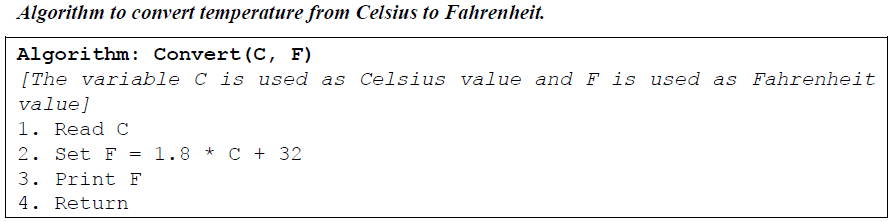 Algorithm to convert temperature from Celsius to Fahrenheit.
Algorithm: Convert(C, F)
[The variable C is used as Celsius value and F is used as Fahrenheit
value]
1. Read C
2. Set F = 1.8 * C + 32
3. Print F
4. Return